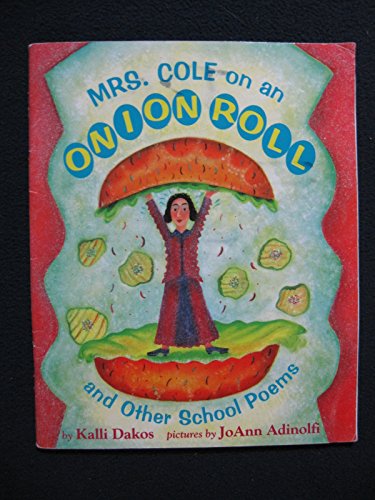 MRS. COLE on an
ONION ROLL
and Other School Poems
by Kalli Dakos pictures by JoAnn Adinolfi